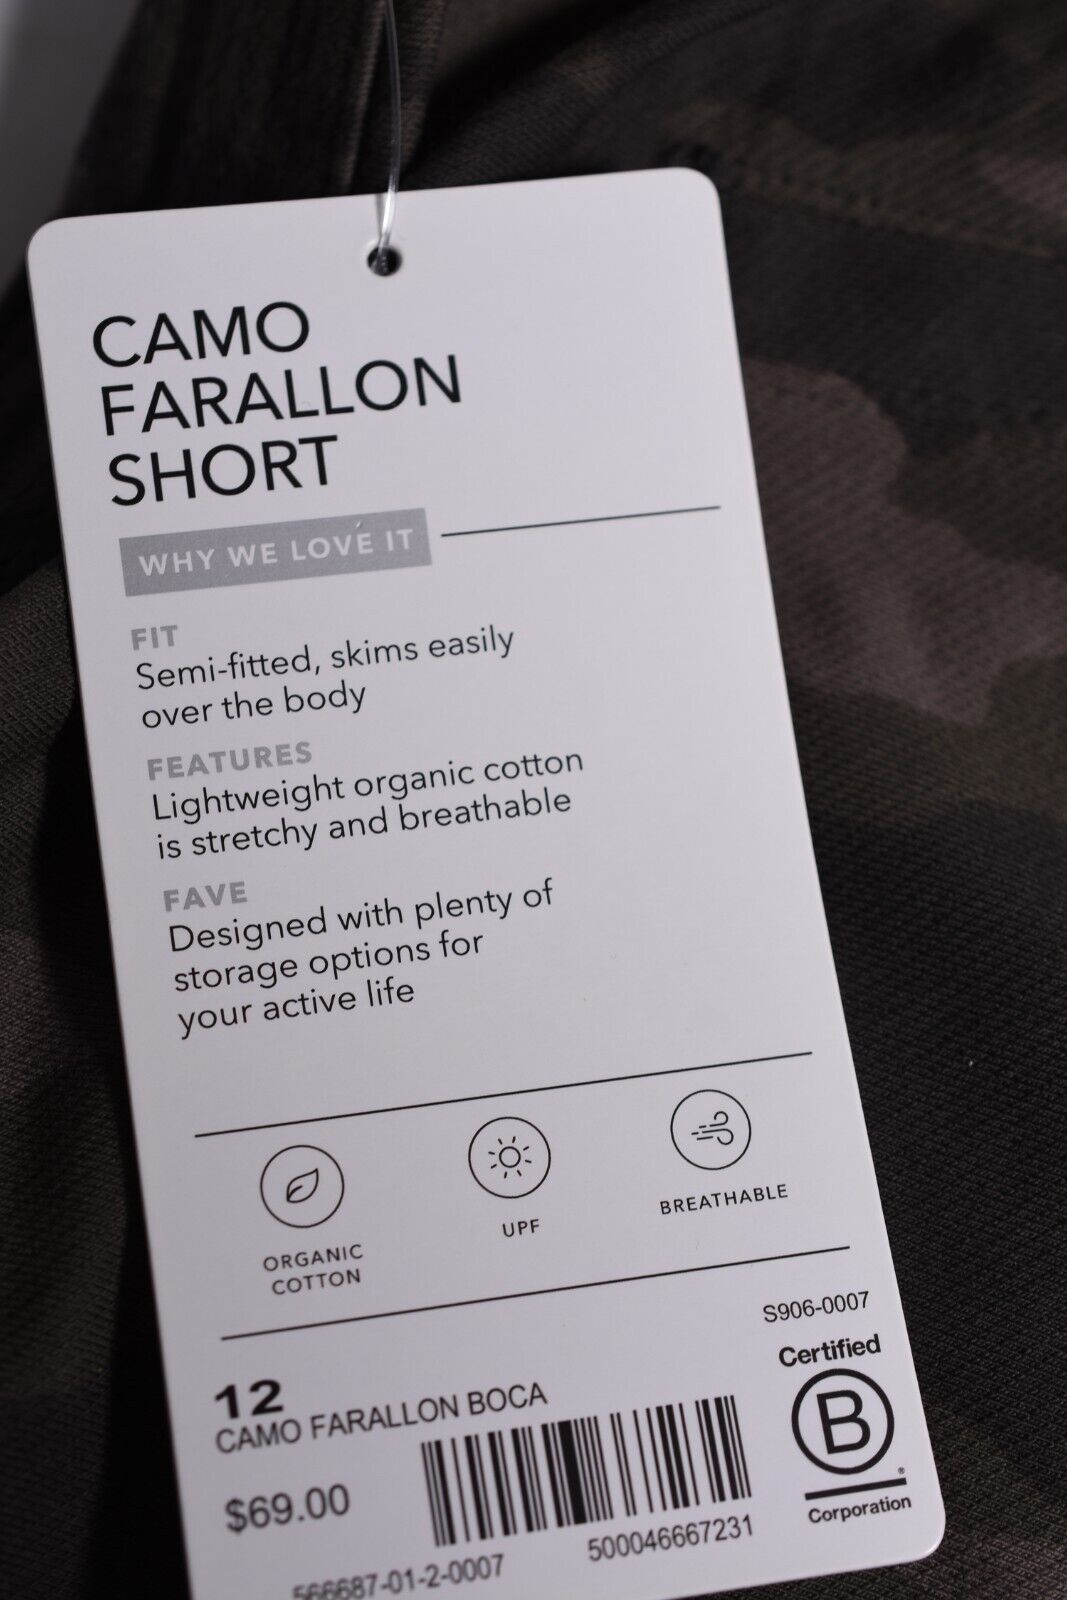 CAMO
FARALLON
SHORT
WHY WE LOVE IT
FIT
Semi-fitted, skims easily
over the body
FEATURES
Lightweight organic cotton
is stretchy and breathable
FAVE
Designed with plenty of
storage options for
your active life
ORGANIC
COTTON
UPF
BREATHABLE
S906-0007
Certified
B
®
Corporation
12
CAMO FARALLON BOCA
$69.00
500046667231
566687-01-2-0007